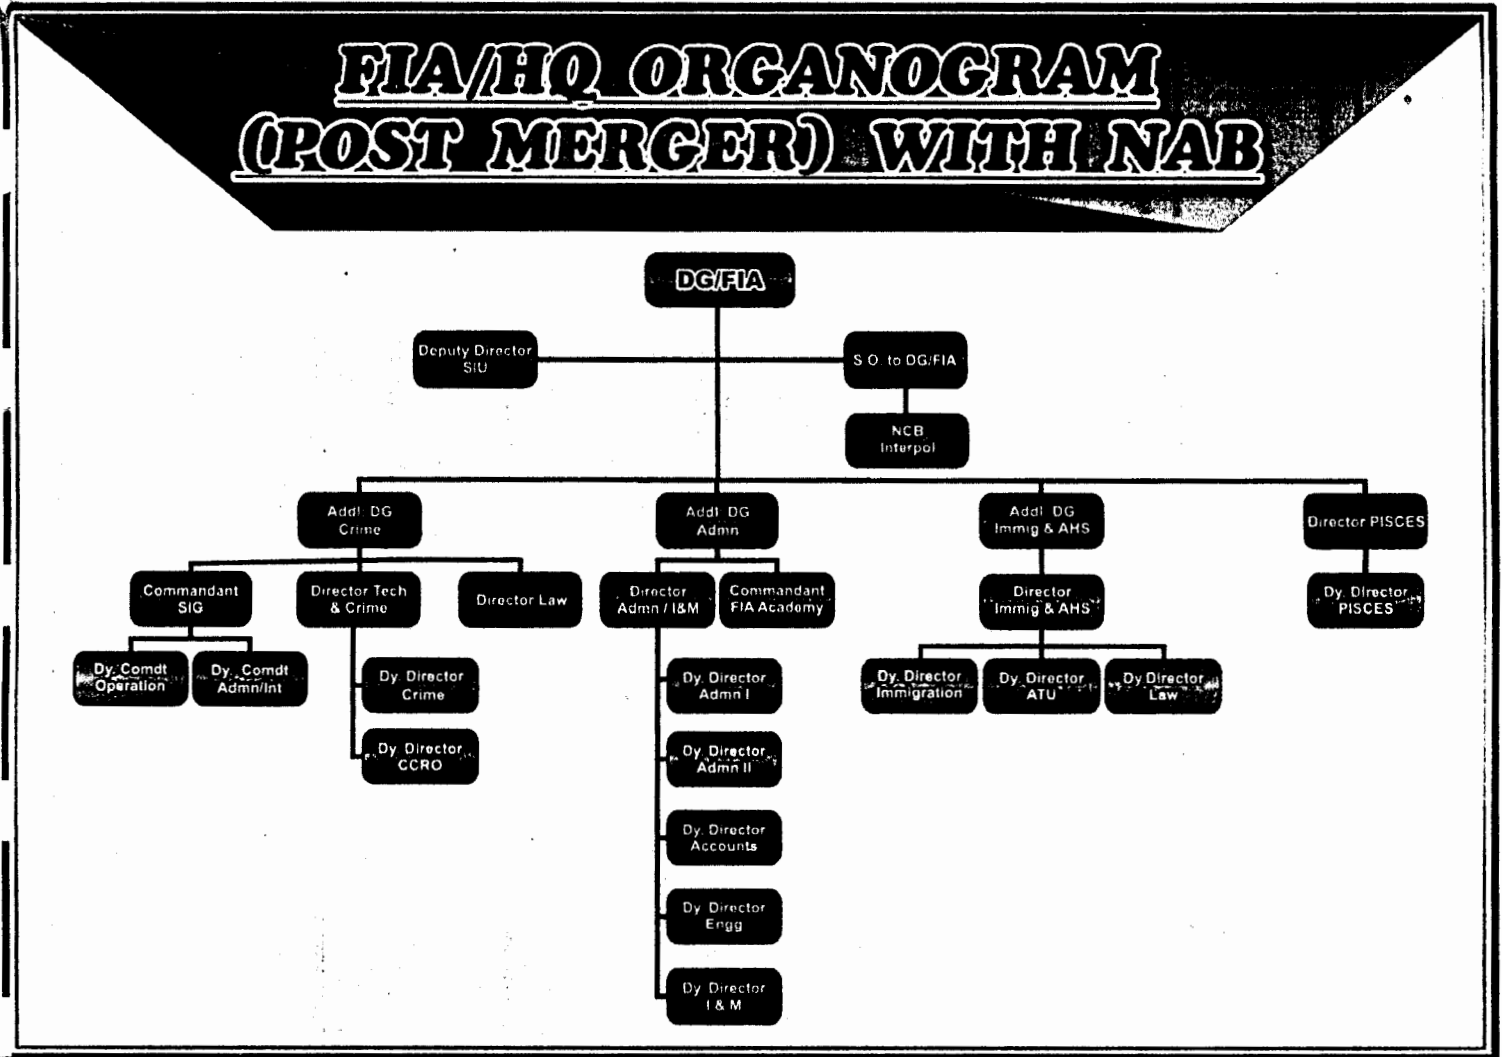 FIA/HQ ORGANOGRAM
(POST MERGER) WITH NAB
DG/FIA
Deputy Director
SIU
S.O. to DG/FIA
NCB
Interpol
Addl. DG
Crime
Addl. DG
Admn
Addl. DG
Immig & AHS
Director PISCES
Commandant
SIG
Director Tech
& Crime
Director Law
Director
Admn / I&M
Commandant
FIA Academy
Director
Immig & AHS
Dy. Director
PISCES
Dy. Comdt
Operation
Dy. Comdt
Admn/Int
Dy. Director
Crime
Dy. Director
CCRO
Dy. Director
Admn I
Dy. Director
Admn II
Dy. Director
Accounts
Dy. Director
Engg
Dy. Director
I & M
Dy. Director
Immigration
Dy. Director
ATU
Dy. Director
Law